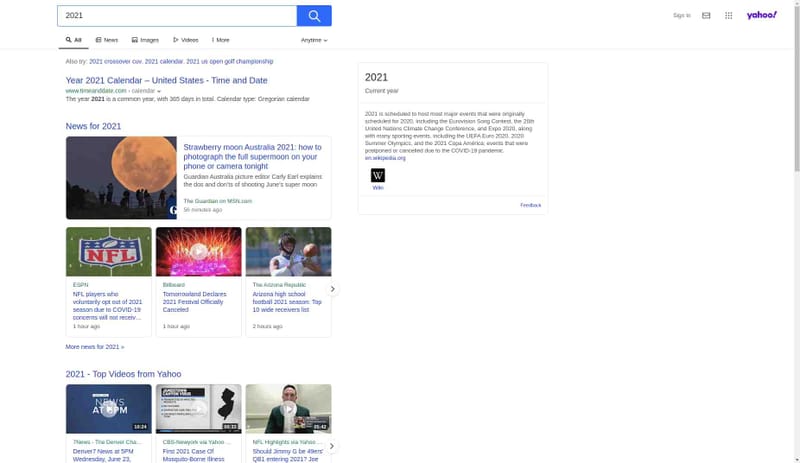 2021
Sign In
yahoo!
All
News
Images
Videos
More
Anytime
Also try: 2021 crossover cuv, 2021 calendar, 2021 us open golf championship
Year 2021 Calendar – United States - Time and Date
www.timeanddate.com › calendar
The year 2021 is a common year, with 365 days in total. Calendar type: Gregorian calendar
News for 2021
Strawberry moon Australia 2021: how to
photograph the full supermoon on your
phone or camera tonight
Guardian Australia picture editor Carly Earl explains
the dos and don'ts of shooting June's super moon
The Guardian on MSN.com
56 minutes ago
G
NFL
ESPN
NFL players who
voluntarily opt out of 2021
season due to COVID-19
concerns will not receiv...
1 hour ago
Billboard
Tomorrowland Declares
2021 Festival Officially
Canceled
1 hour ago
The Arizona Republic
Arizona high school
football 2021 season: Top
10 wide receivers list
2 hours ago
More news for 2021 »
2021 - Top Videos from Yahoo
NEWS
AT 5PM
10:24
7News - The Denver Cha...
Denver7 News at 5PM
Wednesday, June 23,
JAMESTOWN
CANYON VIRUS
00:33
CBS-Newyork via Yahoo ...
First 2021 Case Of
Mosquito-Borne Illness
05:42
NFL Highlights via Yahoo ...
Should Jimmy G be 49ers'
QB1 entering 2021? Joe
2021
Current year
2021 is scheduled to host most major events that were originally
scheduled for 2020, including the Eurovision Song Contest, the 26th
United Nations Climate Change Conference, and Expo 2020, along
with many sporting events, including the UEFA Euro 2020, 2020
Summer Olympics, and the 2021 Copa América; events that were
postponed or cancelled due to the COVID-19 pandemic.
en.wikipedia.org
W
Wiki
Feedback